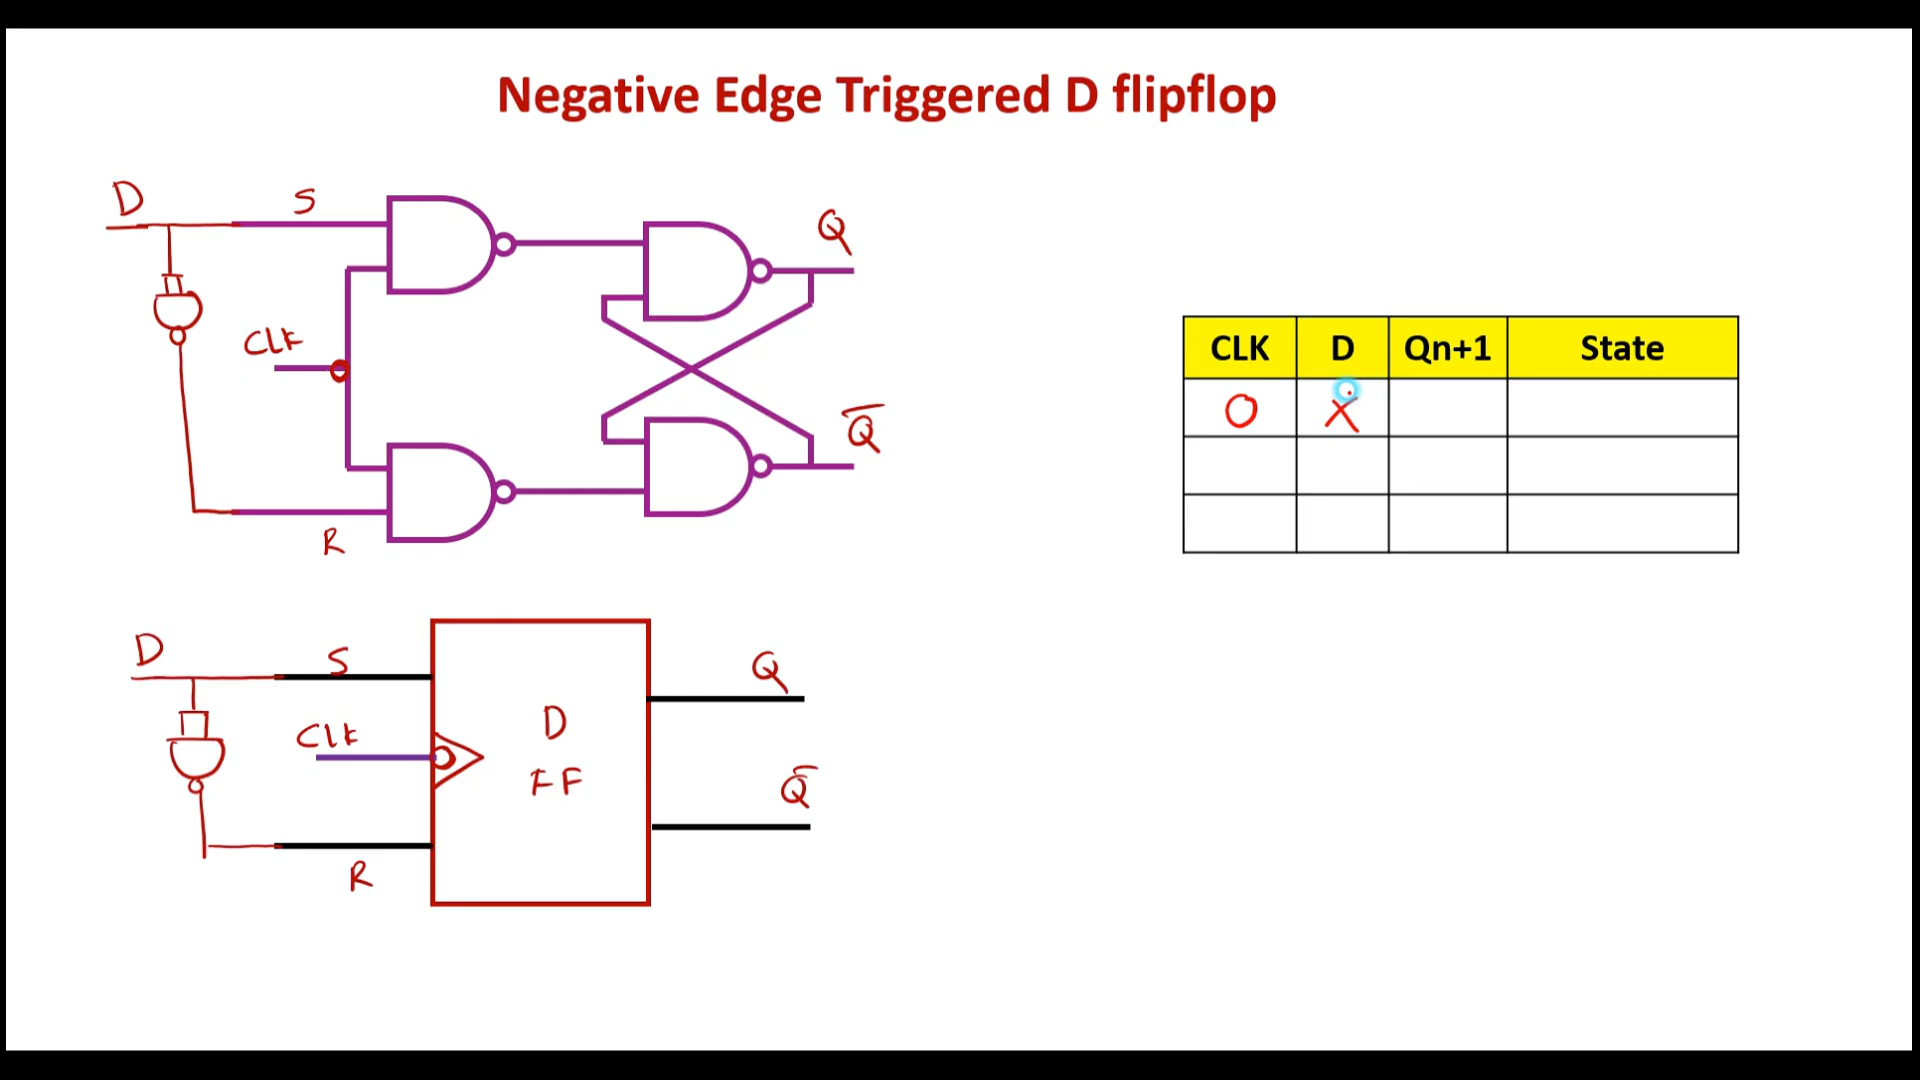 Negative Edge Triggered D flipflop
D
S
Q
Clk
R
Q̅
CLK D Qn+1 State
0 X
D
S
Clk
R
D
FF
Q
Q̅